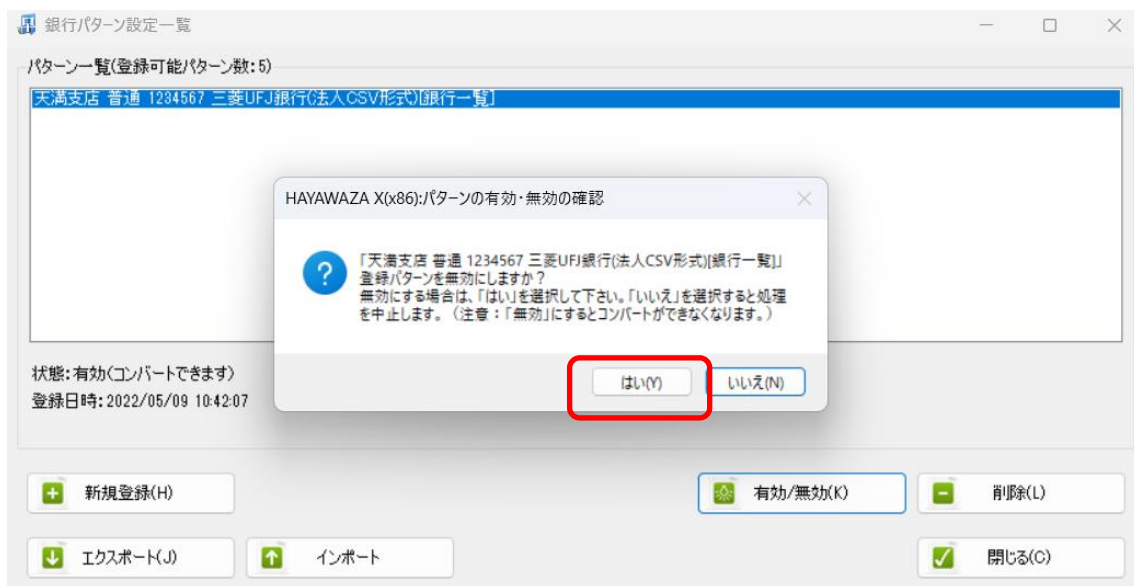 銀行パターン設定一覧
パターン一覧(登録可能パターン数:5)
天満支店 普通 1234567 三菱UFJ銀行(法人CSV形式)[銀行一覧]
HAYAWAZA X(x86):パターンの有効・無効の確認
「天満支店 普通 1234567 三菱UFJ銀行(法人CSV形式)[銀行一覧]」
登録パターンを無効にしますか？
無効にする場合は、「はい」を選択して下さい。「いいえ」を選択すると処理
を中止します。（注意：「無効」にするとコンバートができなくなります。）
はい(Y)
いいえ(N)
状態:有効(コンバートできます)
登録日時:2022/05/09 10:42:07
新規登録(H)
有効/無効(K)
削除(L)
エクスポート(J)
インポート
閉じる(C)